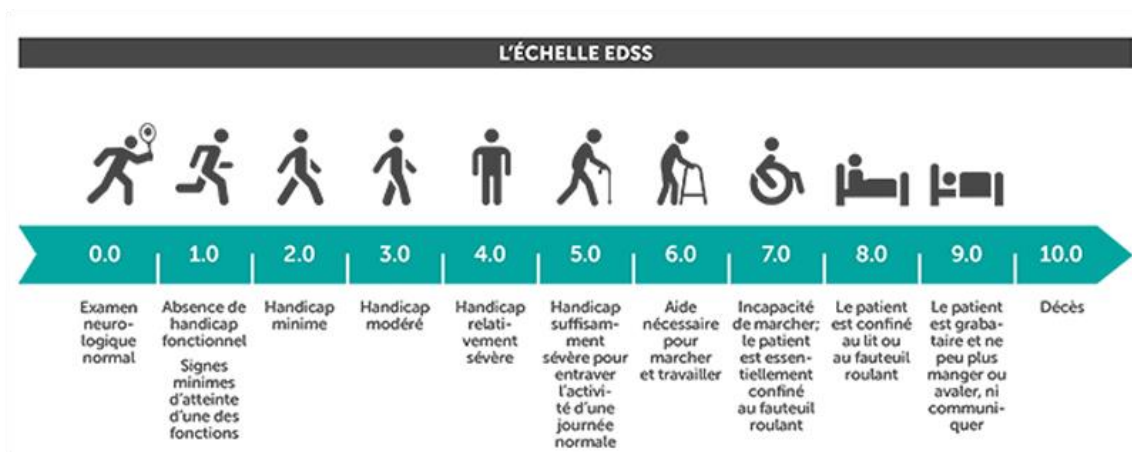 L'ÉCHELLE EDSS
0.0
1.0
2.0
3.0
4.0
5.0
6.0
7.0
8.0
9.0
10.0
Examen
neuro-
logique
normal
Absence de
handicap
fonctionnel
Signes
minimes
d'atteinte
d'une des
fonctions
Handicap
minime
Handicap
modéré
Handicap
relati-
vement
sévère
Handicap
suffisam-
ment
sévère pour
entraver
l'activi-
té d'une
journée
normale
Aide
nécessaire
pour
marcher
et travailler
Incapacité
de marcher;
le patient
est essen-
tiellement
confiné
au fauteuil
roulant
Le patient
est confiné
au lit ou
au fauteuil
roulant
Le patient
est graba-
taire et ne
peu plus
manger ou
avaler, ni
communi-
quer
Décès